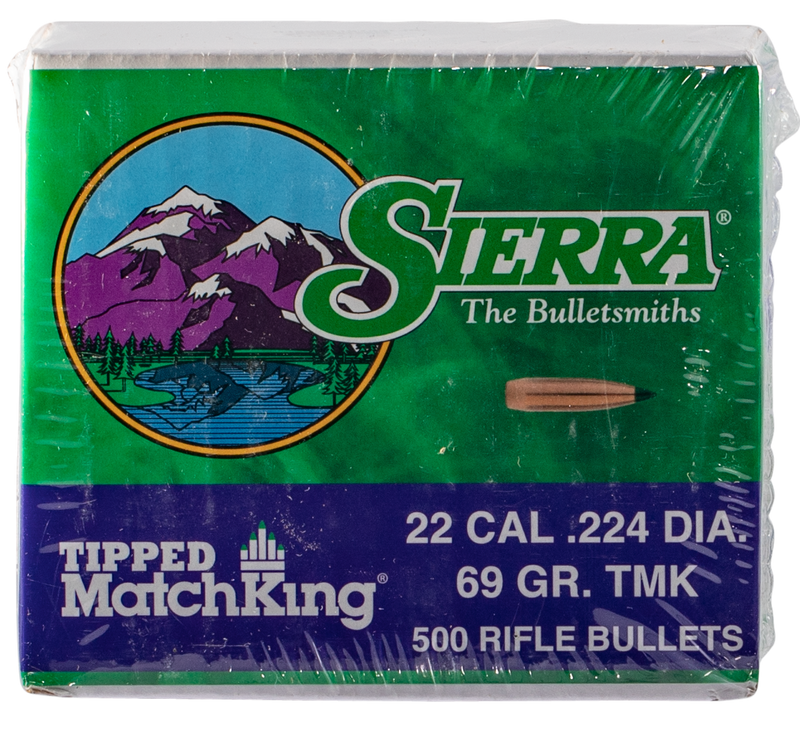 SIERRA®
The Bulletsmiths
TIPPED
MatchKing®
22 CAL .224 DIA.
69 GR. TMK
500 RIFLE BULLETS